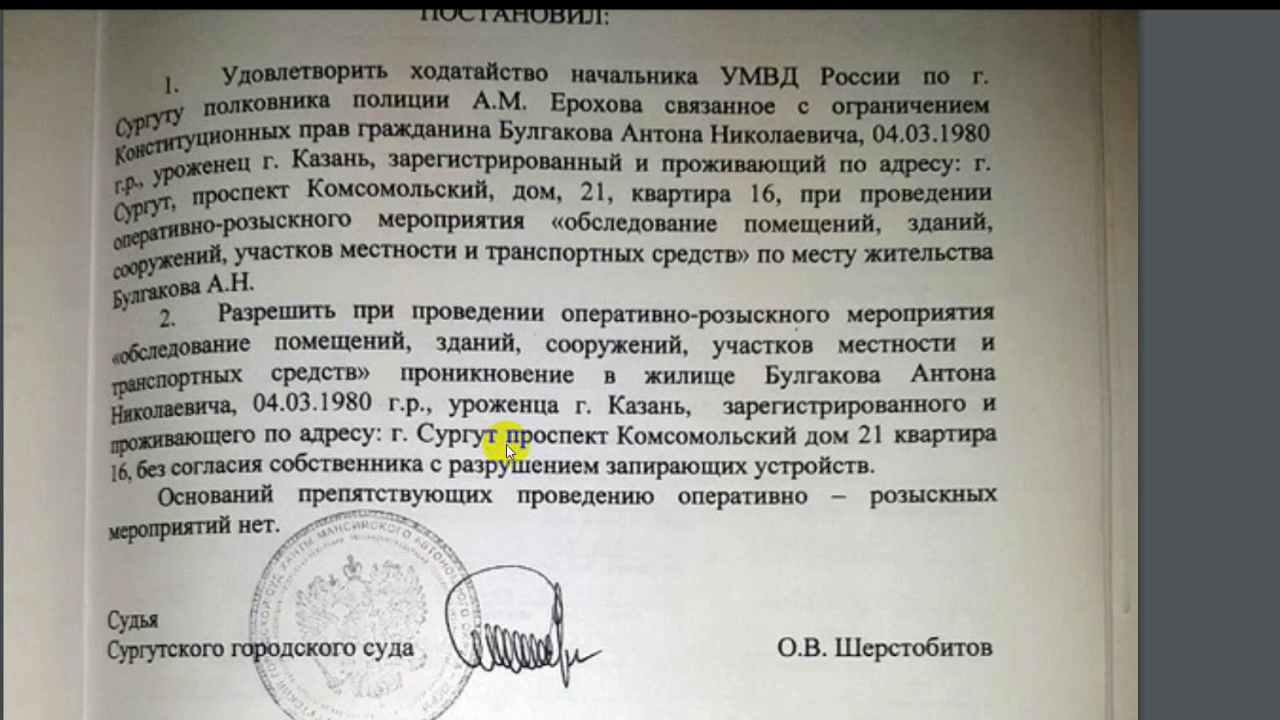 ПОСТАНОВИЛ:
1. Удовлетворить ходатайство начальника УМВД России по г.
Сургуту полковника полиции А.М. Ерохова связанное с ограничением
Конституционных прав гражданина Булгакова Антона Николаевича, 04.03.1980
г.р., уроженец г. Казань, зарегистрированный и проживающий по адресу: г.
Сургут, проспект Комсомольский, дом, 21, квартира 16, при проведении
оперативно-розыскного мероприятия «обследование помещений, зданий,
сооружений, участков местности и транспортных средств» по месту жительства
Булгакова А.Н.
2. Разрешить при проведении оперативно-розыскного мероприятия
«обследование помещений, зданий, сооружений, участков местности и
транспортных средств» проникновение в жилище Булгакова Антона
Николаевича, 04.03.1980 г.р., уроженца г. Казань, зарегистрированного и
проживающего по адресу: г. Сургут проспект Комсомольский дом 21 квартира
16, без согласия собственника с разрушением запирающих устройств.
Оснований препятствующих проведению оперативно – розыскных
мероприятий нет.
СУД ХАНТЫ МАНСИЙСКОГО АВТОНОМНОГО
Судья
Сургутского городского суда О.В. Шерстобитов